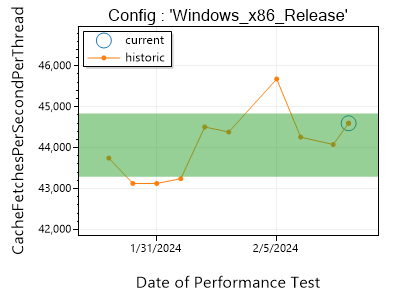 Config : 'Windows_x86_Release'
current
historic
CacheFetchesPerSecondPerThread
46,000
45,000
44,000
43,000
42,000
1/31/2024
2/5/2024
Date of Performance Test